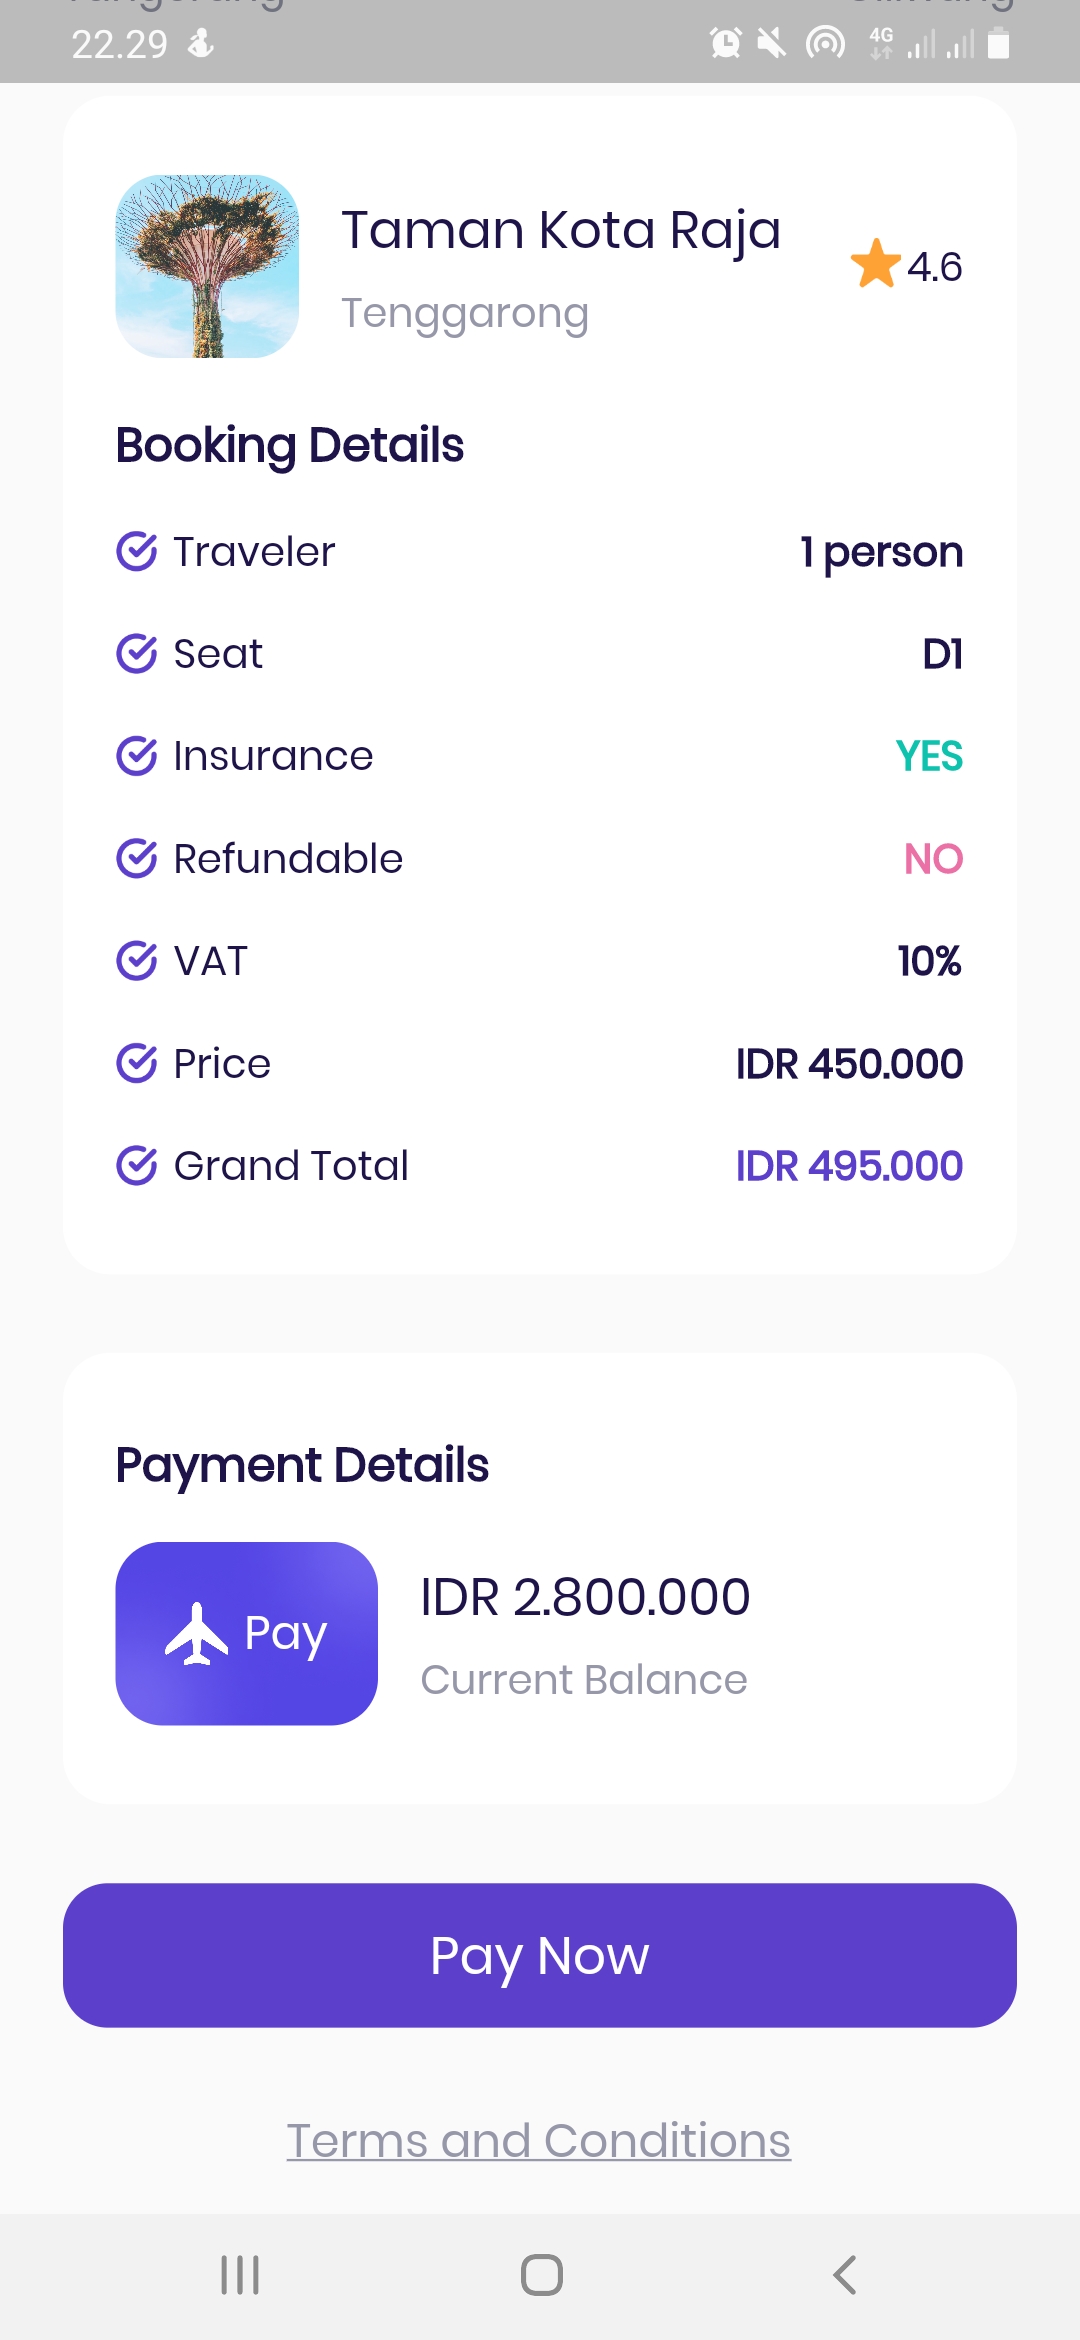 22.29
4G
Taman Kota Raja
Tenggarong
4.6
Booking Details
Traveler 1 person
Seat D1
Insurance YES
Refundable NO
VAT 10%
Price IDR 450.000
Grand Total IDR 495.000
Payment Details
Pay
IDR 2.800.000
Current Balance
Pay Now
Terms and Conditions